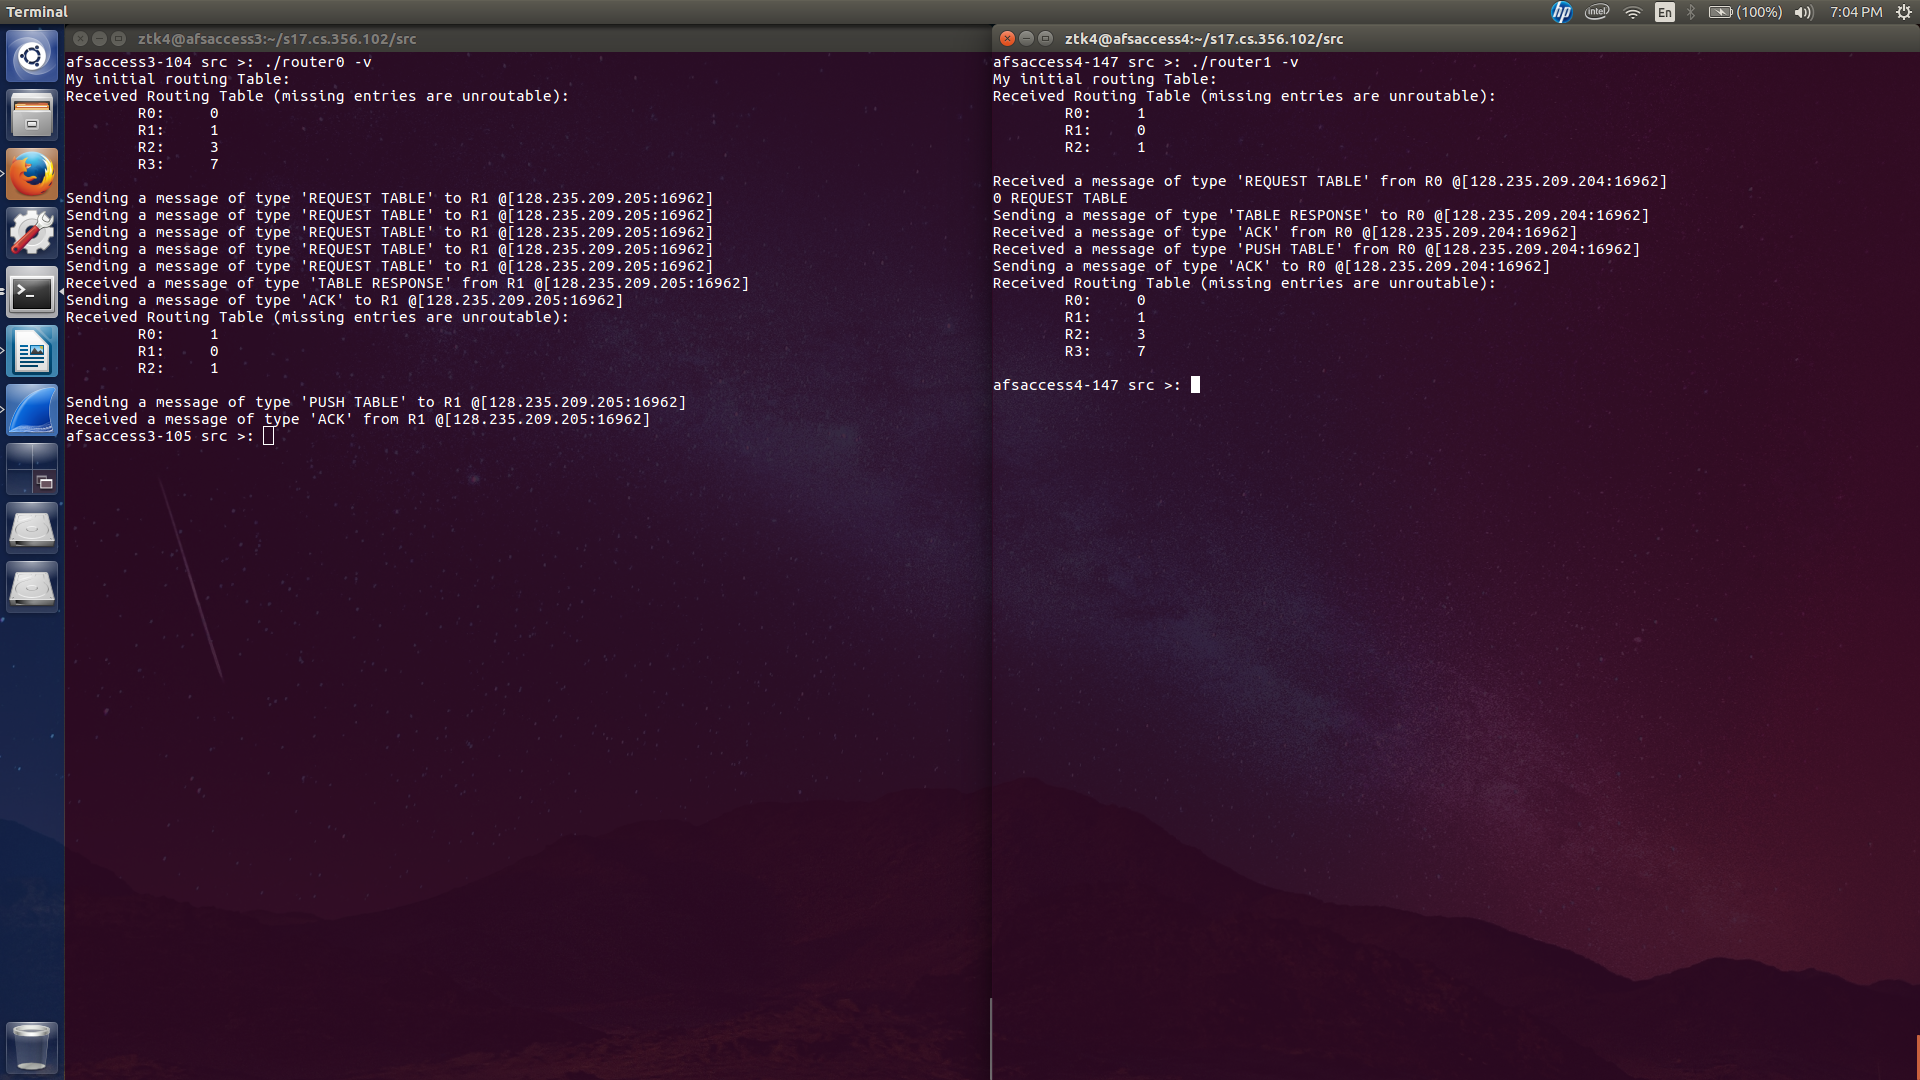 Terminal
hp
intel
En
(100%)
7:04 PM
ztk4@afsaccess3:~/s17.cs.356.102/src
afsaccess3-104 src >: ./router0 -v
My initial routing Table:
Received Routing Table (missing entries are unroutable):
R0: 0
R1: 1
R2: 3
R3: 7
Sending a message of type 'REQUEST TABLE' to R1 @[128.235.209.205:16962]
Sending a message of type 'REQUEST TABLE' to R1 @[128.235.209.205:16962]
Sending a message of type 'REQUEST TABLE' to R1 @[128.235.209.205:16962]
Sending a message of type 'REQUEST TABLE' to R1 @[128.235.209.205:16962]
Sending a message of type 'REQUEST TABLE' to R1 @[128.235.209.205:16962]
Received a message of type 'TABLE RESPONSE' from R1 @[128.235.209.205:16962]
Sending a message of type 'ACK' to R1 @[128.235.209.205:16962]
Received Routing Table (missing entries are unroutable):
R0: 1
R1: 0
R2: 1
Sending a message of type 'PUSH TABLE' to R1 @[128.235.209.205:16962]
Received a message of type 'ACK' from R1 @[128.235.209.205:16962]
afsaccess3-105 src >:
ztk4@afsaccess4:~/s17.cs.356.102/src
afsaccess4-147 src >: ./router1 -v
My initial routing Table:
Received Routing Table (missing entries are unroutable):
R0: 1
R1: 0
R2: 1
Received a message of type 'REQUEST TABLE' from R0 @[128.235.209.204:16962]
0 REQUEST TABLE
Sending a message of type 'TABLE RESPONSE' to R0 @[128.235.209.204:16962]
Received a message of type 'ACK' from R0 @[128.235.209.204:16962]
Received a message of type 'PUSH TABLE' from R0 @[128.235.209.204:16962]
Sending a message of type 'ACK' to R0 @[128.235.209.204:16962]
Received Routing Table (missing entries are unroutable):
R0: 0
R1: 1
R2: 3
R3: 7
afsaccess4-147 src >: